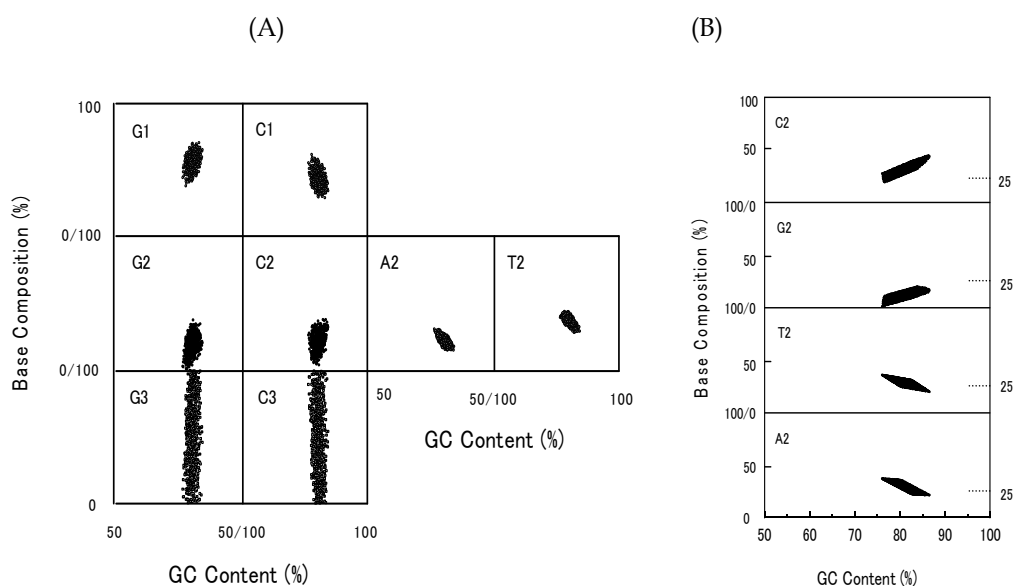 (A)
100
G1
C1
0/100
G2
C2
A2
T2
0/100
G3
C3
50
50/100
100
GC Content (%)
0
50
50/100
100
GC Content (%)
Base Composition (%)
(B)
100
C2
50
25
100/0
G2
50
25
100/0
T2
50
25
100/0
A2
50
25
0
50 60 70 80 90 100
GC Content (%)
Base Composition (%)